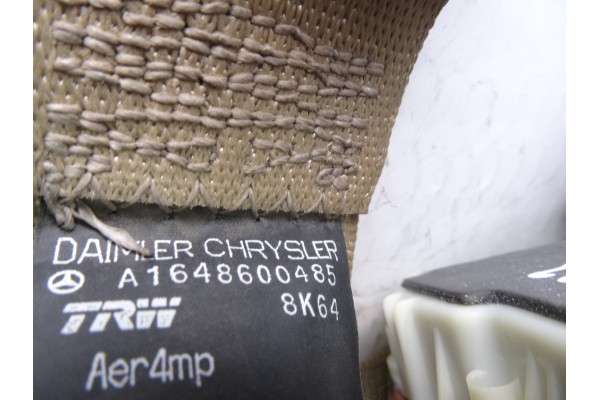 DAIMLER CHRYSLER
A1648600485
TRW 8K64
Aer4mp